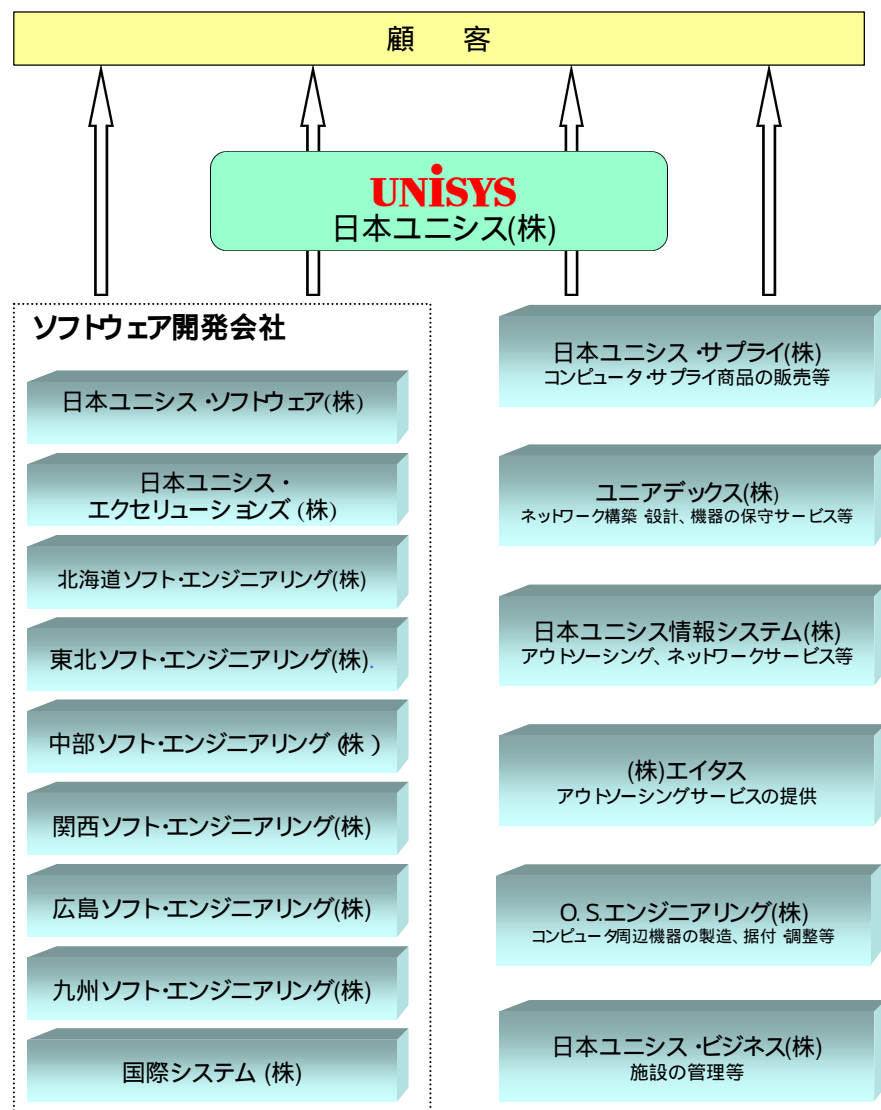 顧　客
UNISYS
日本ユニシス(株)
ソフトウェア開発会社
日本ユニシス・ソフトウェア(株)
日本ユニシス・
エクセリューションズ (株)
北海道ソフト・エンジニアリング(株)
東北ソフト・エンジニアリング(株).
中部ソフト・エンジニアリング (株)
関西ソフト・エンジニアリング(株)
広島ソフト・エンジニアリング(株)
九州ソフト・エンジニアリング(株)
国際システム (株)
日本ユニシス・サプライ(株)
コンピュータ・サプライ商品の販売等
ユニアデックス(株)
ネットワーク構築・設計、機器の保守サービス等
日本ユニシス情報システム(株)
アウトソーシング、ネットワークサービス等
(株)エイタス
アウトソーシングサービスの提供
O.S.エンジニアリング(株)
コンピュータ周辺機器の製造、据付・調整等
日本ユニシス・ビジネス(株)
施設の管理等